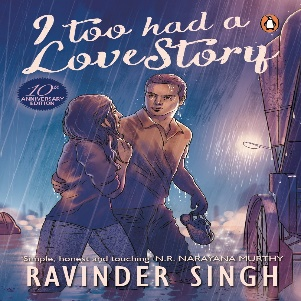 I too had a
Love Story
10th
ANNIVERSARY
EDITION
'Simple, honest and touching' N.R. NARAYANA MURTHY
RAVINDER SINGH